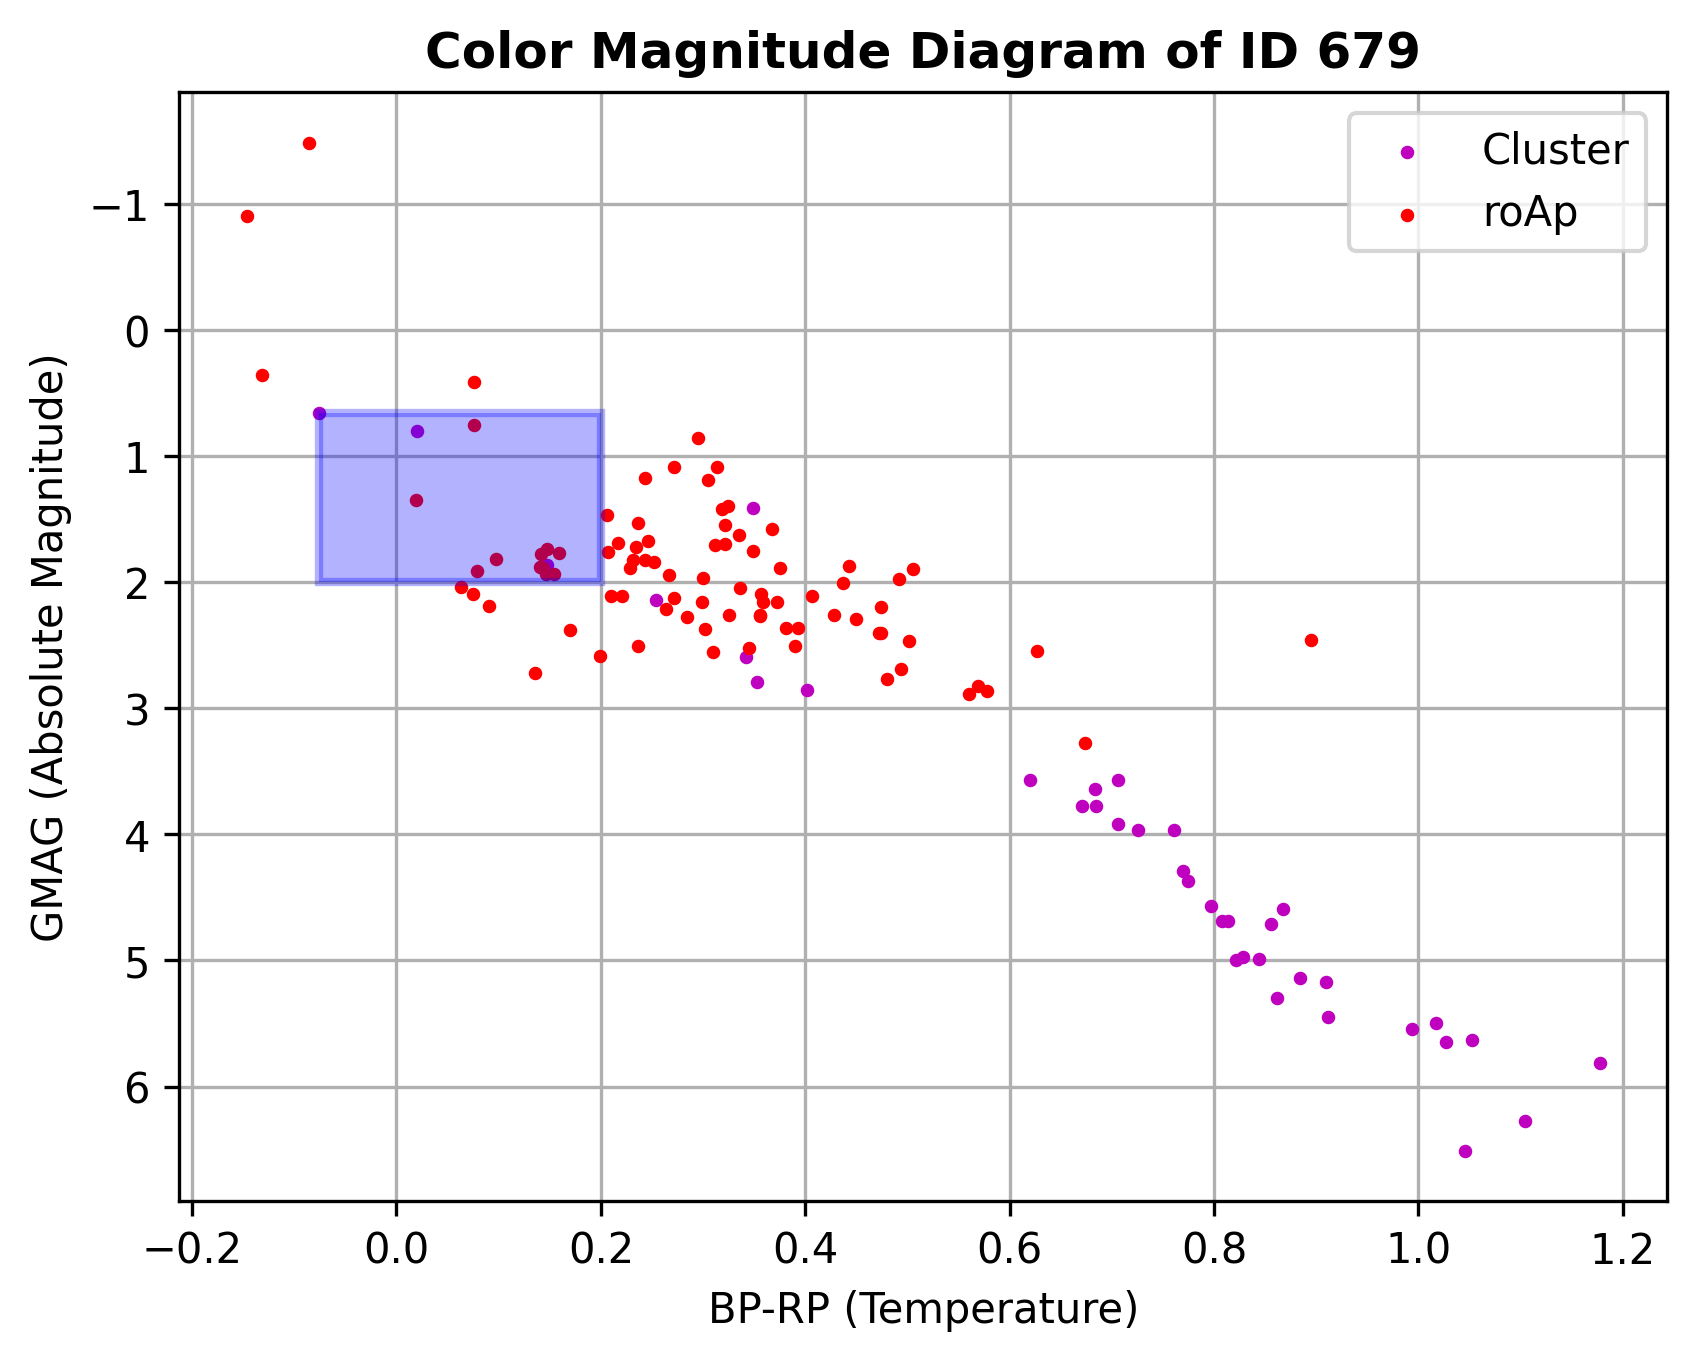 Color Magnitude Diagram of ID 679
Cluster
roAp
GMAG (Absolute Magnitude)
−1
0
1
2
3
4
5
6
−0.2 0.0 0.2 0.4 0.6 0.8 1.0 1.2
BP-RP (Temperature)